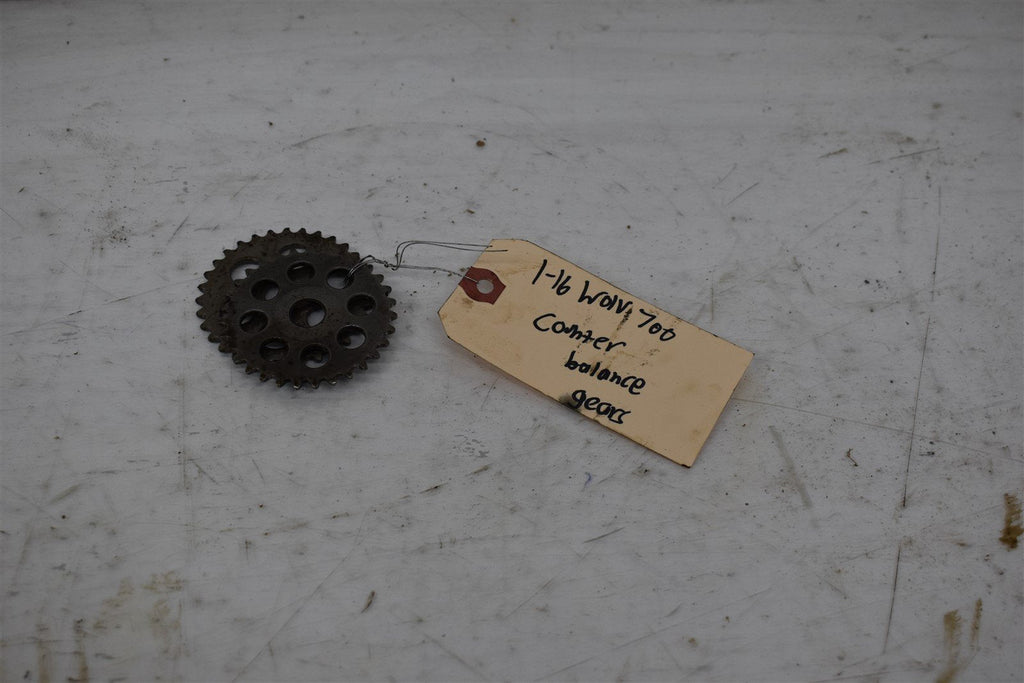 1-16 Wolv. 700
Counter
balance
gears